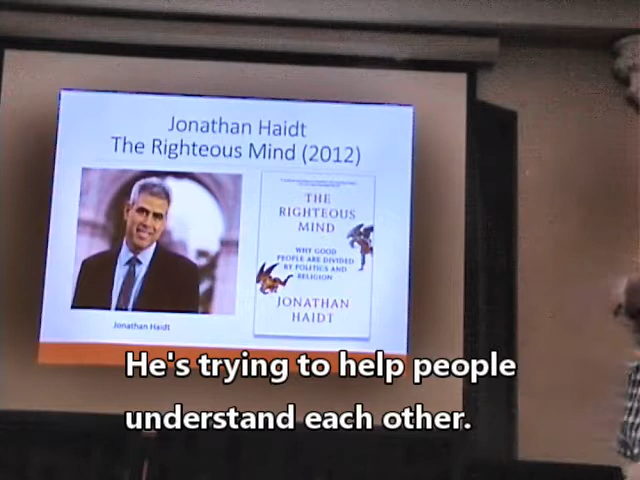 Jonathan Haidt
The Righteous Mind (2012)
THE
RIGHTEOUS
MIND
WHY GOOD
PEOPLE ARE DIVIDED
BY POLITICS AND
RELIGION
JONATHAN
HAIDT
Jonathan Haidt
He's trying to help people
understand each other.